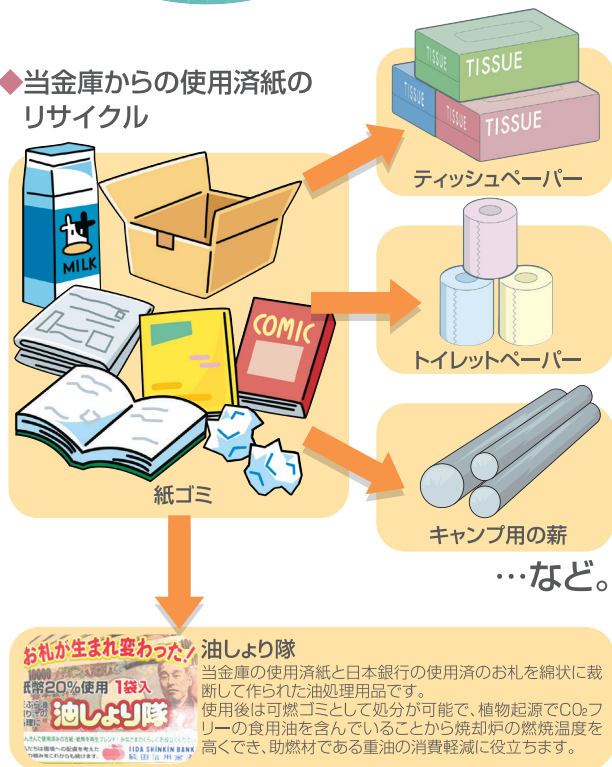 ◆当金庫からの使用済紙の
リサイクル
TISSUE
TISSUE
TISSUE
TISSUE
TISSUE
ティッシュペーパー
MILK
COMIC
トイレットペーパー
紙ゴミ
キャンプ用の薪
…など。
お札が生まれ変わった!
10000
紙幣20%使用 1袋入
油しょり隊
IIDA SHINKIN BANK
飯田信用金庫
油しょり隊
当金庫の使用済紙と日本銀行の使用済のお札を綿状に裁
断して作られた油処理用品です。
使用後は可燃ゴミとして処分が可能で、植物起源でCO₂フ
リーの食用油を含んでいることから焼却炉の燃焼温度を
高くでき、助燃材である重油の消費軽減に役立ちます。